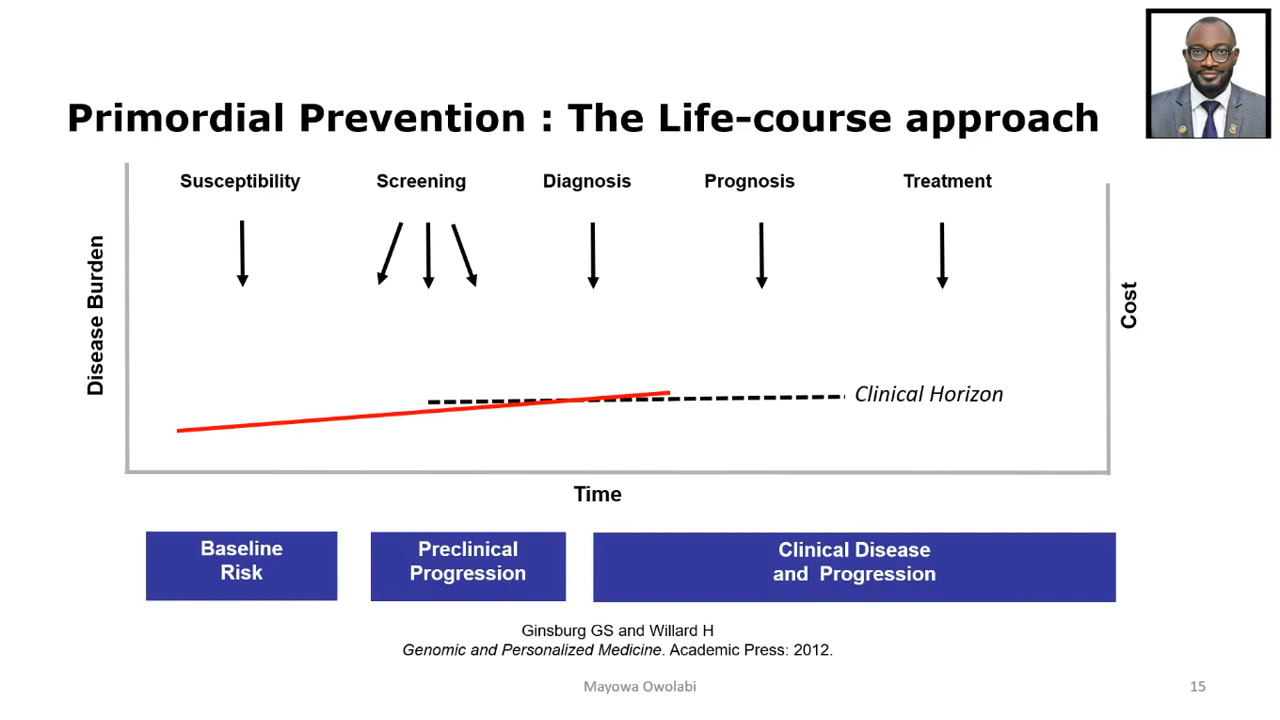 Primordial Prevention : The Life-course approach
Susceptibility
Screening
Diagnosis
Prognosis
Treatment
Disease Burden
Cost
Clinical Horizon
Time
Baseline
Risk
Preclinical
Progression
Clinical Disease
and Progression
Ginsburg GS and Willard H
Genomic and Personalized Medicine. Academic Press: 2012.
Mayowa Owolabi
15